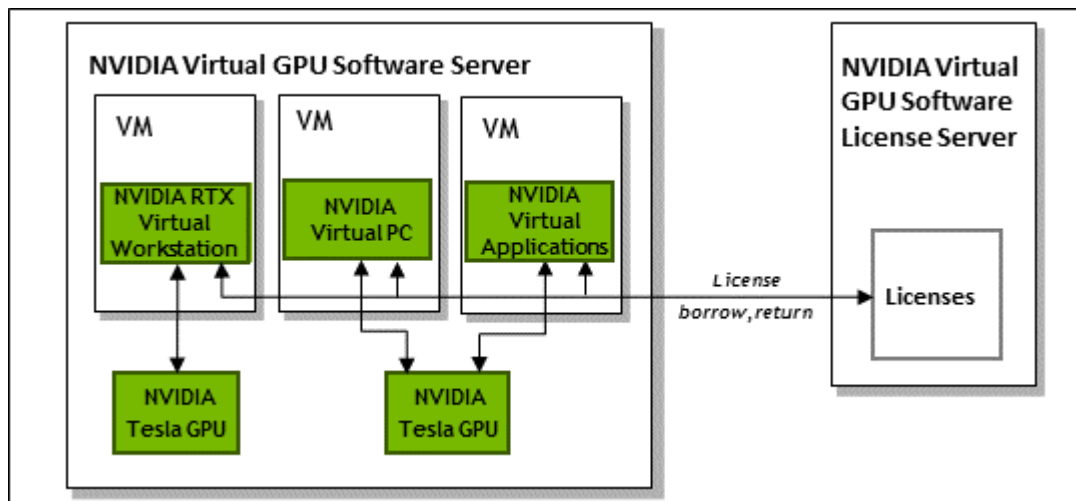 NVIDIA Virtual GPU Software Server
VM
NVIDIA RTX
Virtual
Workstation
VM
NVIDIA
Virtual PC
VM
NVIDIA
Virtual
Applications
NVIDIA
Tesla GPU
NVIDIA
Tesla GPU
License
borrow, return
NVIDIA Virtual
GPU Software
License Server
Licenses